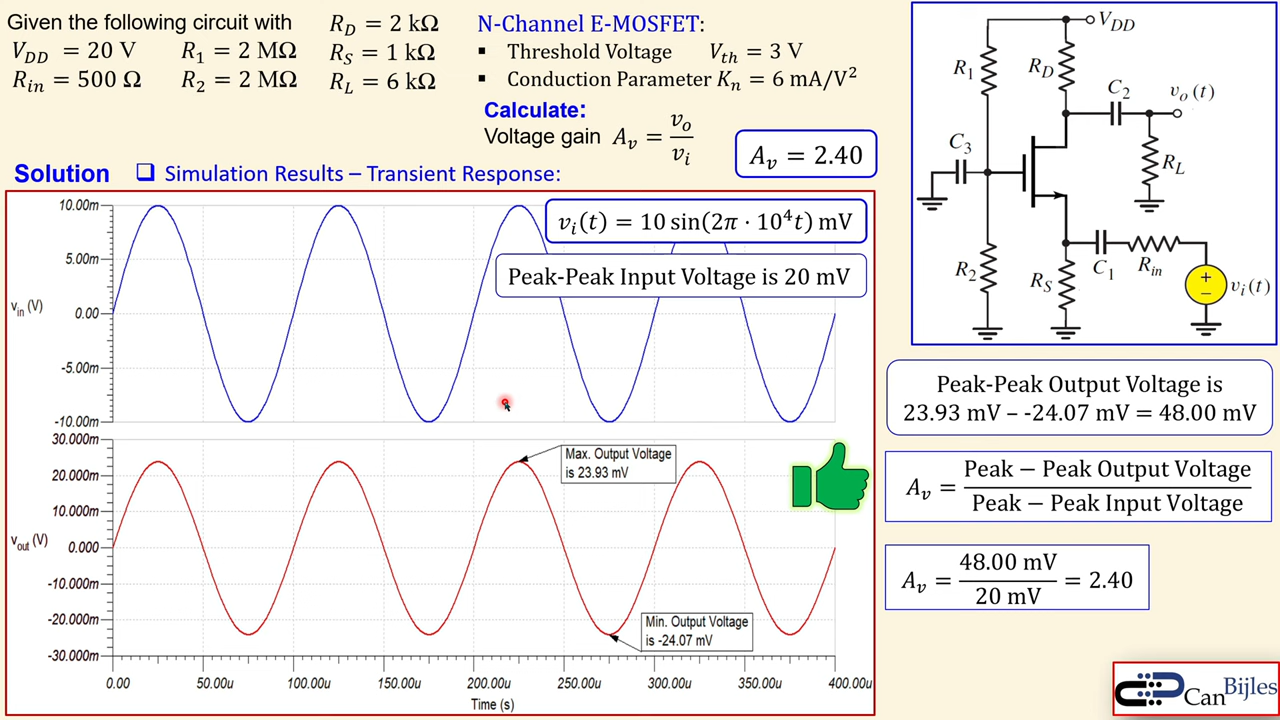 Given the following circuit with
V_DD = 20 V
R_in = 500 Ω
R_1 = 2 MΩ
R_2 = 2 MΩ
R_D = 2 kΩ
R_S = 1 kΩ
R_L = 6 kΩ
N-Channel E-MOSFET:
▪ Threshold Voltage V_th = 3 V
▪ Conduction Parameter K_n = 6 mA/V²
Calculate:
Voltage gain A_v = v_o / v_i
A_v = 2.40
Solution
❑ Simulation Results – Transient Response:
v_i(t) = 10 sin(2π · 10⁴t) mV
Peak-Peak Input Voltage is 20 mV
10.00m
5.00m
v_in (V)
0.00
-5.00m
-10.00m
30.000m
20.000m
10.000m
v_out (V)
0.000
-10.000m
-20.000m
-30.000m
Max. Output Voltage
is 23.93 mV
Min. Output Voltage
is -24.07 mV
0.00 50.00u 100.00u 150.00u 200.00u 250.00u 300.00u 350.00u 400.00u
Time (s)
V_DD
R_1
R_D
C_2
v_o(t)
C_3
R_L
R_2
R_S
C_1
R_in
+
–
v_i(t)
Peak-Peak Output Voltage is
23.93 mV – -24.07 mV = 48.00 mV
A_v = Peak − Peak Output Voltage / Peak − Peak Input Voltage
A_v = 48.00 mV / 20 mV = 2.40
CanBijles